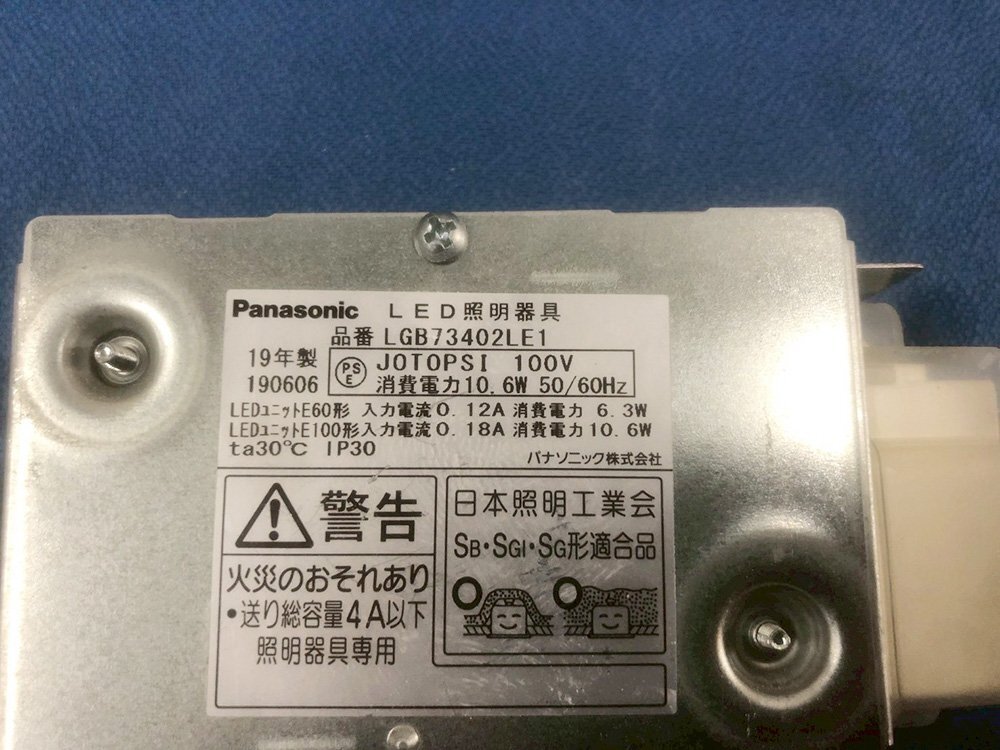 Panasonic LED照明器具
品番 LGB73402LE1
19年製
190606
PSE
JOTOPSI 100V
消費電力10.6W 50/60Hz
LEDユニットE60形 入力電流0.12A 消費電力 6.3W
LEDユニットE100形入力電流0.18A 消費電力10.6W
ta30℃ IP30
パナソニック株式会社
警告
火災のおそれあり
・送り総容量4A以下
照明器具専用
日本照明工業会
SB・SGI・SG形適合品